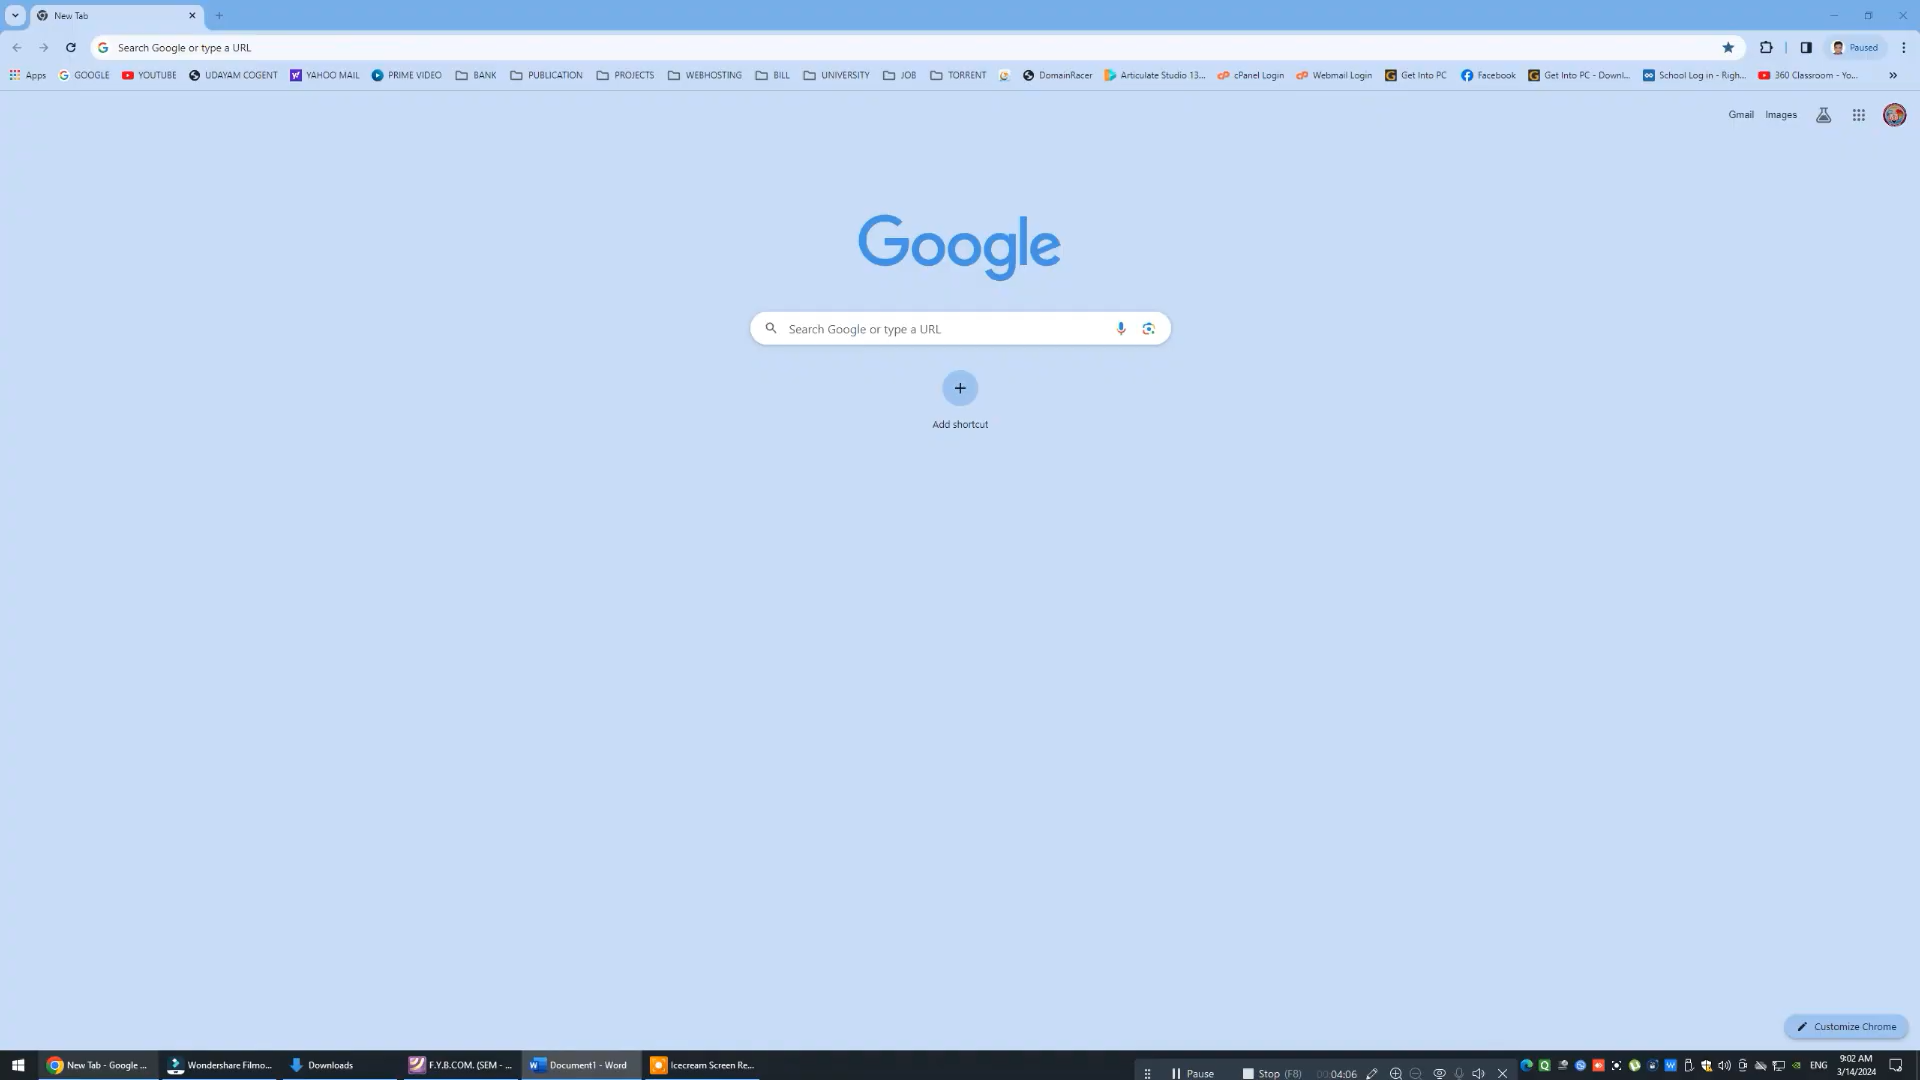 New Tab
Search Google or type a URL
Paused
Apps GOOGLE YOUTUBE UDAYAM COGENT YAHOO MAIL PRIME VIDEO BANK PUBLICATION PROJECTS WEBHOSTING BILL UNIVERSITY JOB TORRENT DomainRacer Articulate Studio 13... cPanel Login Webmail Login Get Into PC Facebook Get Into PC - Downl... School Log in - Righ... 360 Classroom - Yo...
Gmail Images
Google
Search Google or type a URL
Add shortcut
Customize Chrome
New Tab - Google ... Wondershare Filmo... Downloads F.Y.B.COM. (SEM - ... Document1 - Word Icecream Screen Re... Pause Stop (F8) 00:04:06 ENG 9:02 AM
3/14/2024